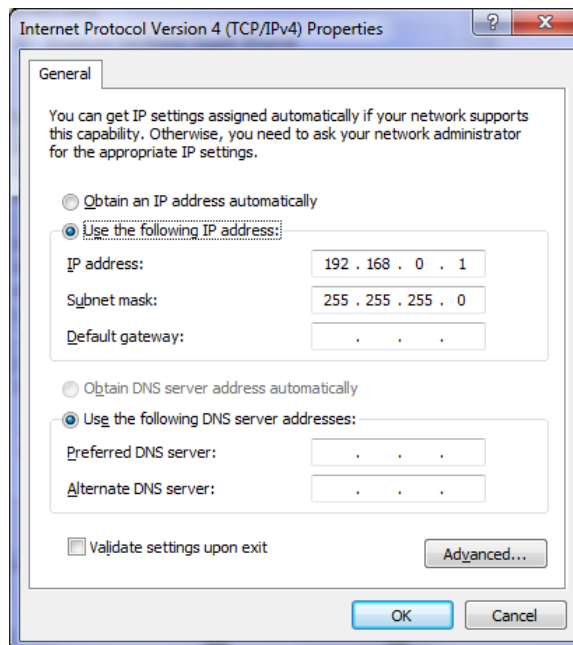 Internet Protocol Version 4 (TCP/IPv4) Properties
?
General
You can get IP settings assigned automatically if your network supports
this capability. Otherwise, you need to ask your network administrator
for the appropriate IP settings.
Obtain an IP address automatically
Use the following IP address:
IP address: 192 . 168 . 0 . 1
Subnet mask: 255 . 255 . 255 . 0
Default gateway: . . .
Obtain DNS server address automatically
Use the following DNS server addresses:
Preferred DNS server: . . .
Alternate DNS server: . . .
Validate settings upon exit
Advanced...
OK Cancel